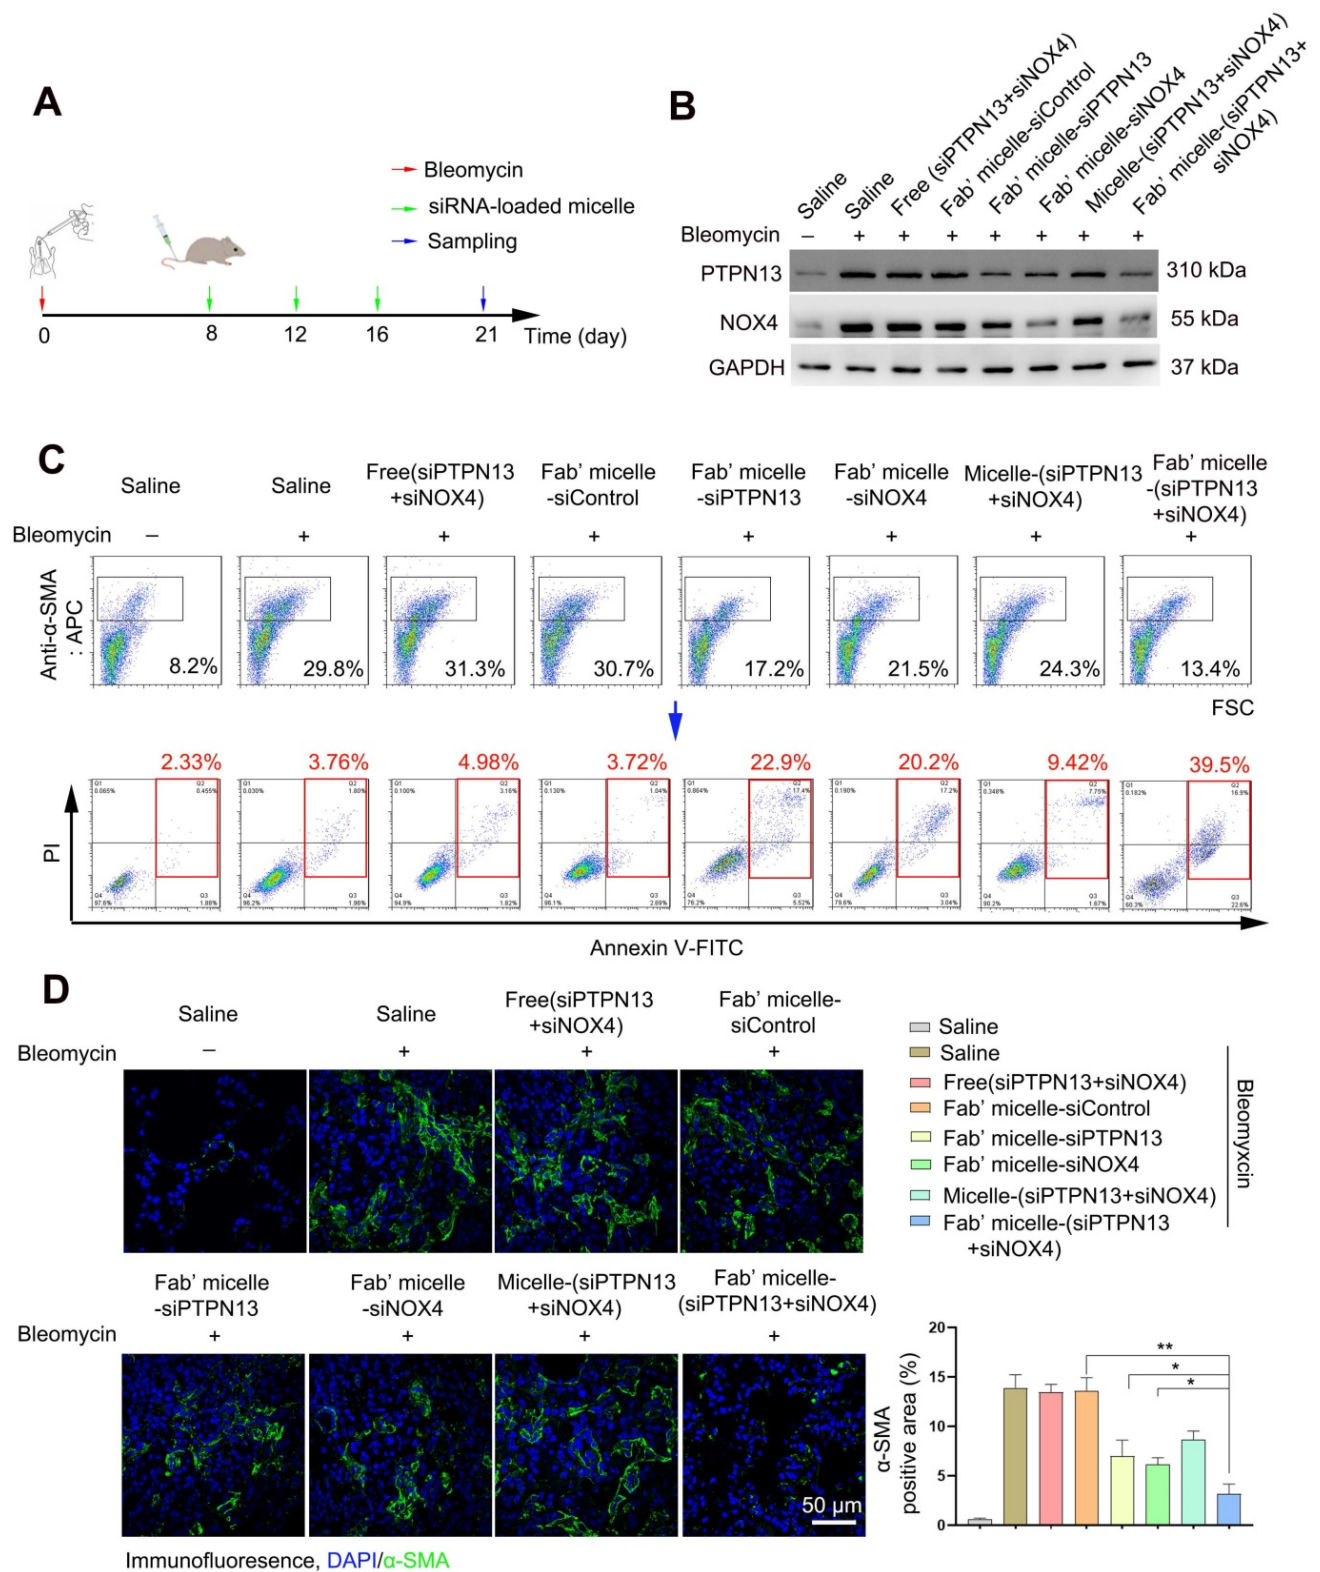 A
Bleomycin
siRNA-loaded micelle
Sampling
0
8
12
16
21
Time (day)
B
Saline
Saline
Free (siPTPN13+siNOX4)
Fab' micelle-siControl
Fab' micelle-siPTPN13
Fab' micelle-siNOX4
Micelle-(siPTPN13+siNOX4)
Fab' micelle-(siPTPN13+
siNOX4)
Bleomycin − + + + + + + +
PTPN13
310 kDa
NOX4
55 kDa
GAPDH
37 kDa
C
Saline
Saline
Free(siPTPN13
+siNOX4)
Fab' micelle
-siControl
Fab' micelle
-siPTPN13
Fab' micelle
-siNOX4
Micelle-(siPTPN13
+siNOX4)
Fab' micelle
-(siPTPN13
+siNOX4)
Bleomycin − + + + + + + +
Anti-α-SMA
: APC
8.2%
29.8%
31.3%
30.7%
17.2%
21.5%
24.3%
13.4%
FSC
2.33%
3.76%
4.98%
3.72%
22.9%
20.2%
9.42%
39.5%
PI
Annexin V-FITC
D
Saline
Saline
Free(siPTPN13
+siNOX4)
Fab' micelle-
siControl
Bleomycin − + + +
Fab' micelle
-siPTPN13
Fab' micelle
-siNOX4
Micelle-(siPTPN13
+siNOX4)
Fab' micelle-
(siPTPN13+siNOX4)
Bleomycin + + + +
50 μm
Immunofluoresence, DAPI/α-SMA
Saline
Saline
Free(siPTPN13+siNOX4)
Fab' micelle-siControl
Fab' micelle-siPTPN13
Fab' micelle-siNOX4
Micelle-(siPTPN13+siNOX4)
Fab' micelle-(siPTPN13
+siNOX4)
Bleomyxcin
α-SMA
positive area (%)
20
15
10
5
0
**
*
*